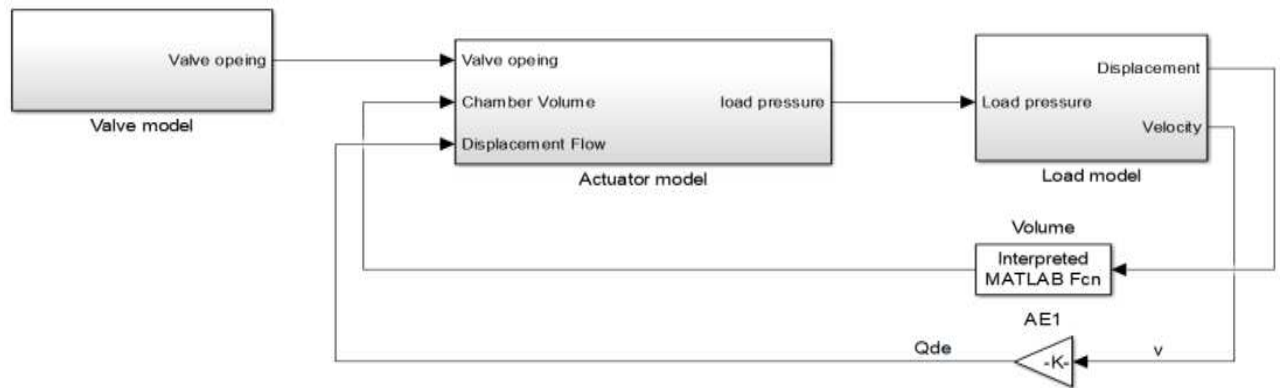 Valve opeing
Valve model
Valve opeing
Chamber Volume
Displacement Flow
load pressure
Actuator model
Displacement
Load pressure
Velocity
Load model
Volume
Interpreted
MATLAB Fcn
AE1
Qde
-K-
v